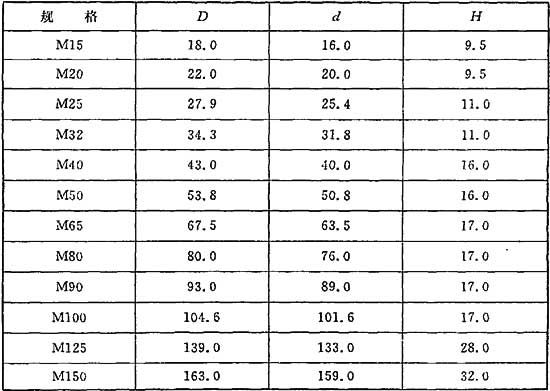 规 格 D d H
M15 18.0 16.0 9.5
M20 22.0 20.0 9.5
M25 27.9 25.4 11.0
M32 34.3 31.8 11.0
M40 43.0 40.0 16.0
M50 53.8 50.8 16.0
M65 67.5 63.5 17.0
M80 80.0 76.0 17.0
M90 93.0 89.0 17.0
M100 104.6 101.6 17.0
M125 139.0 133.0 28.0
M150 163.0 159.0 32.0